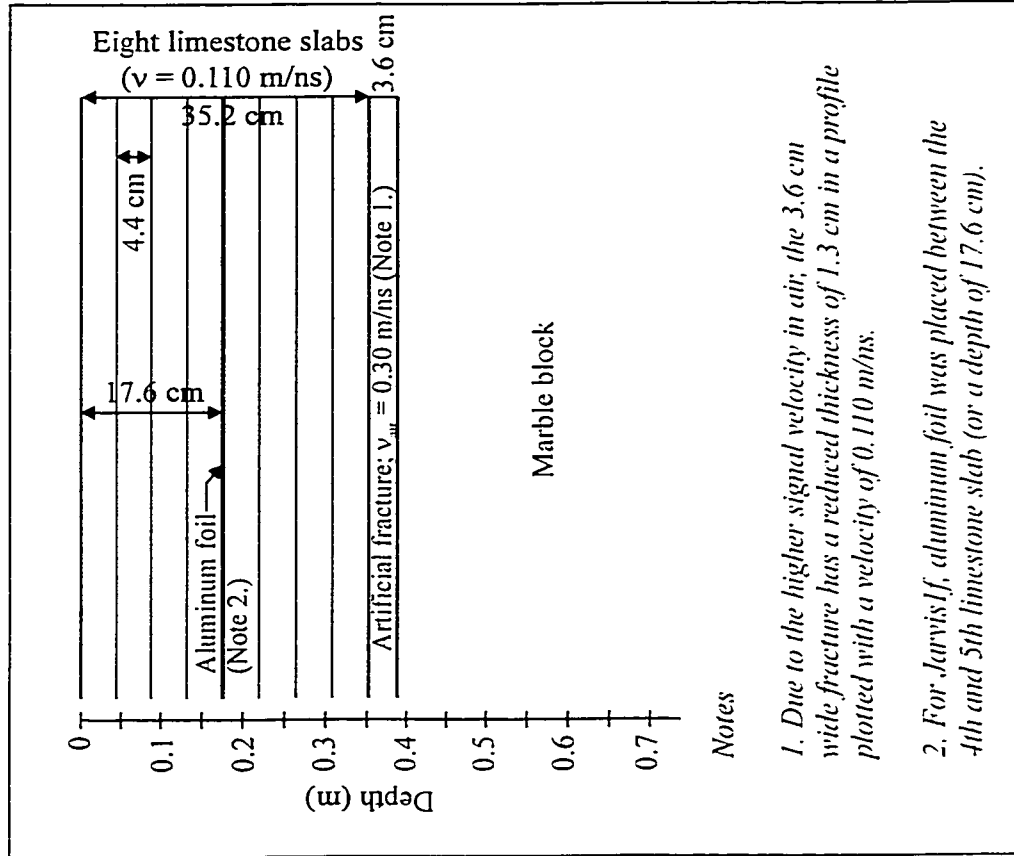 Eight limestone slabs
(ν = 0.110 m/ns)
35.2 cm
3.6 cm
4.4 cm
17.6 cm
Aluminum foil
(Note 2.)
Artificial fracture; νair = 0.30 m/ns (Note 1.)
Marble block
0
0.1
0.2
0.3
0.4
0.5
0.6
0.7
Depth (m)
Notes
1. Due to the higher signal velocity in air, the 3.6 cm
wide fracture has a reduced thickness of 1.3 cm in a profile
plotted with a velocity of 0.110 m/ns.
2. For Jarvis1f, aluminum foil was placed between the
4th and 5th limestone slab (or a depth of 17.6 cm).